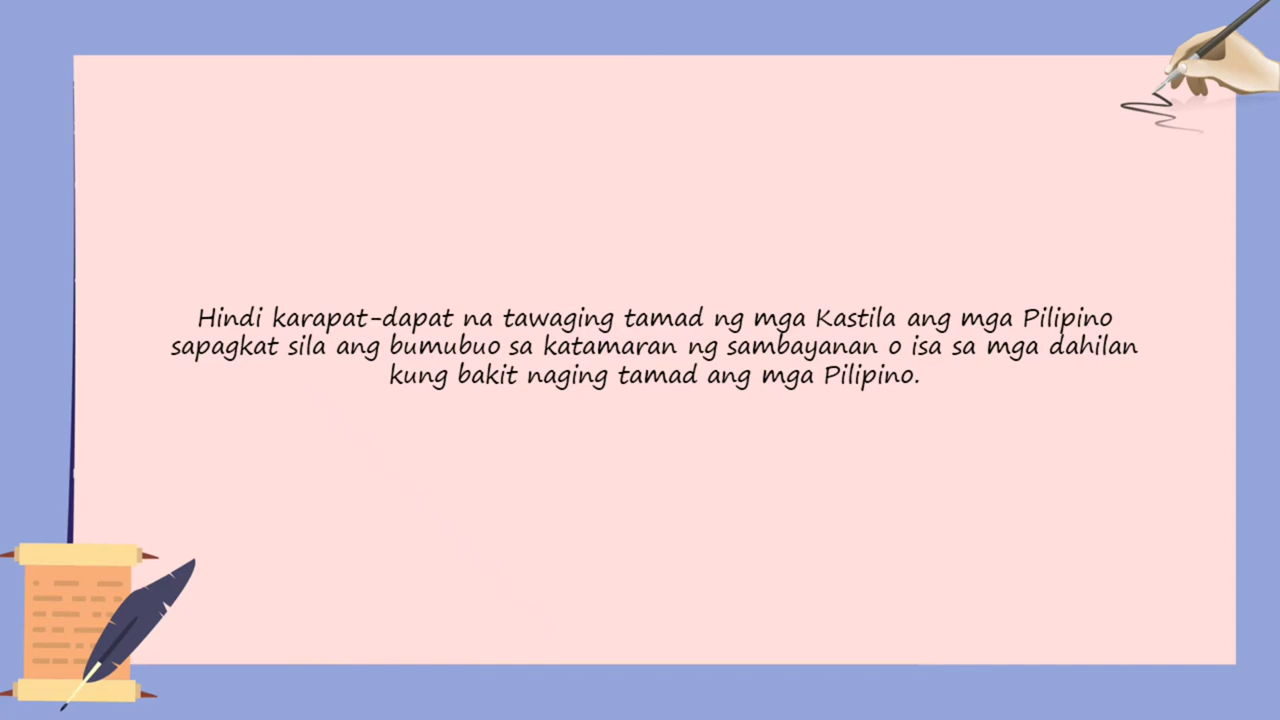 Hindi karapat-dapat na tawaging tamad ng mga Kastila ang mga Pilipino
sapagkat sila ang bumubuo sa katamaran ng sambayanan o isa sa mga dahilan
kung bakit naging tamad ang mga Pilipino.